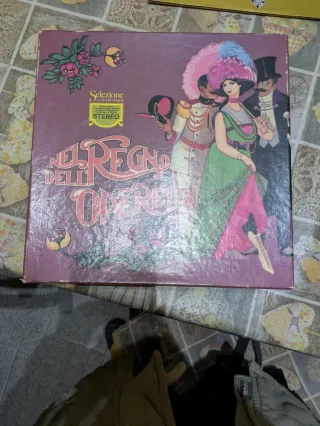 Selezione
STEREO
NEL REGNO
DELL'
OPERETTA